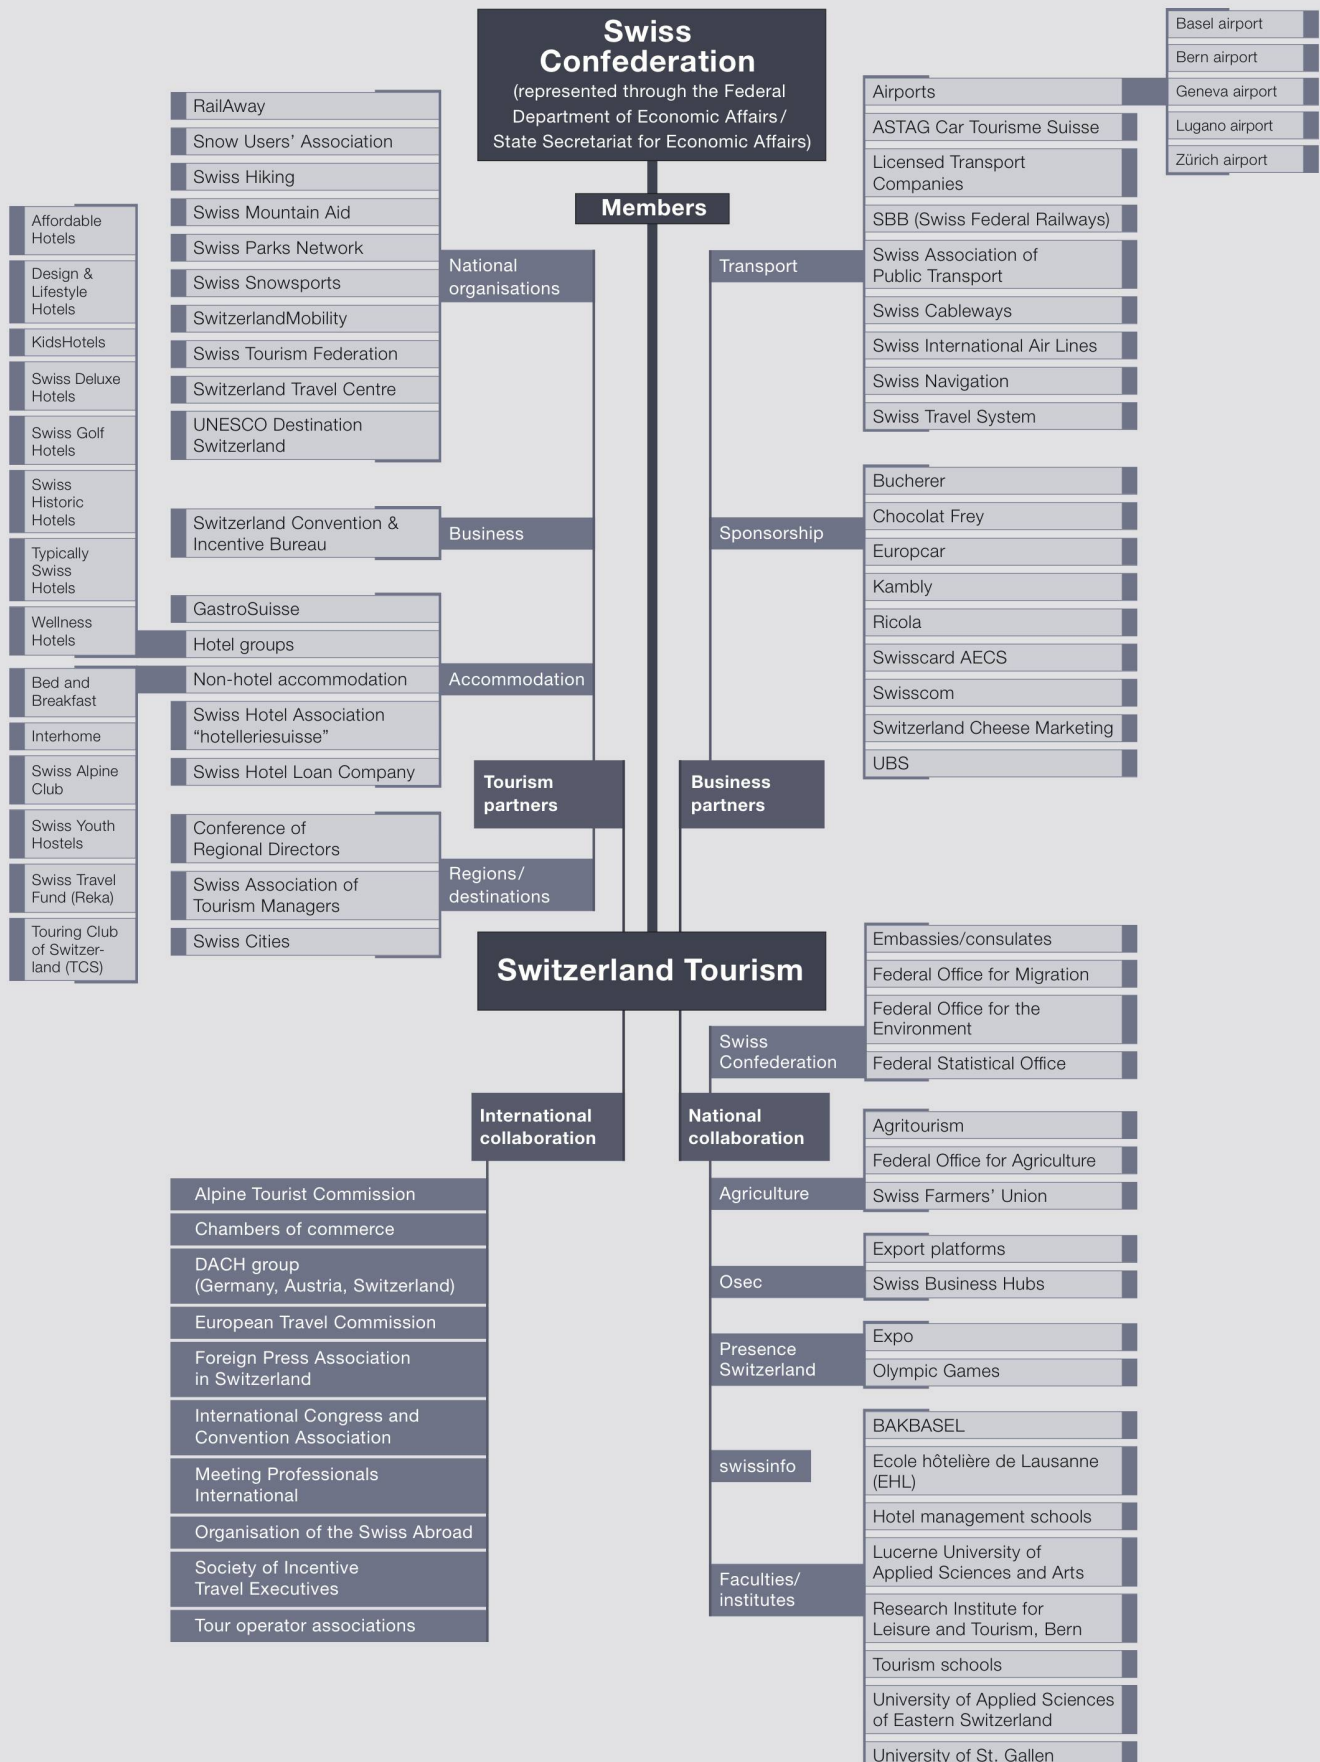 Swiss
Confederation
(represented through the Federal
Department of Economic Affairs/
State Secretariat for Economic Affairs)
Members
RailAway
Snow Users’ Association
Swiss Hiking
Swiss Mountain Aid
Swiss Parks Network
Swiss Snowsports
SwitzerlandMobility
Swiss Tourism Federation
Switzerland Travel Centre
UNESCO Destination
Switzerland
National
organisations
Switzerland Convention &
Incentive Bureau
Business
GastroSuisse
Hotel groups
Non-hotel accommodation
Swiss Hotel Association
“hotelleriesuisse”
Swiss Hotel Loan Company
Accommodation
Affordable
Hotels
Design &
Lifestyle
Hotels
KidsHotels
Swiss Deluxe
Hotels
Swiss Golf
Hotels
Swiss
Historic
Hotels
Typically
Swiss
Hotels
Wellness
Hotels
Bed and
Breakfast
Interhome
Swiss Alpine
Club
Swiss Youth
Hostels
Swiss Travel
Fund (Reka)
Touring Club
of Switzer-
land (TCS)
Conference of
Regional Directors
Swiss Association of
Tourism Managers
Swiss Cities
Regions/
destinations
Tourism
partners
Business
partners
Transport
Airports
ASTAG Car Tourisme Suisse
Licensed Transport
Companies
SBB (Swiss Federal Railways)
Swiss Association of
Public Transport
Swiss Cableways
Swiss International Air Lines
Swiss Navigation
Swiss Travel System
Basel airport
Bern airport
Geneva airport
Lugano airport
Zürich airport
Sponsorship
Bucherer
Chocolat Frey
Europcar
Kambly
Ricola
Swisscard AECS
Swisscom
Switzerland Cheese Marketing
UBS
Switzerland Tourism
International
collaboration
Alpine Tourist Commission
Chambers of commerce
DACH group
(Germany, Austria, Switzerland)
European Travel Commission
Foreign Press Association
in Switzerland
International Congress and
Convention Association
Meeting Professionals
International
Organisation of the Swiss Abroad
Society of Incentive
Travel Executives
Tour operator associations
National
collaboration
Swiss
Confederation
Embassies/consulates
Federal Office for Migration
Federal Office for the
Environment
Federal Statistical Office
Agriculture
Agritourism
Federal Office for Agriculture
Swiss Farmers’ Union
Osec
Export platforms
Swiss Business Hubs
Presence
Switzerland
Expo
Olympic Games
swissinfo
Faculties/
institutes
BAKBASEL
Ecole hôtelière de Lausanne
(EHL)
Hotel management schools
Lucerne University of
Applied Sciences and Arts
Research Institute for
Leisure and Tourism, Bern
Tourism schools
University of Applied Sciences
of Eastern Switzerland
University of St. Gallen